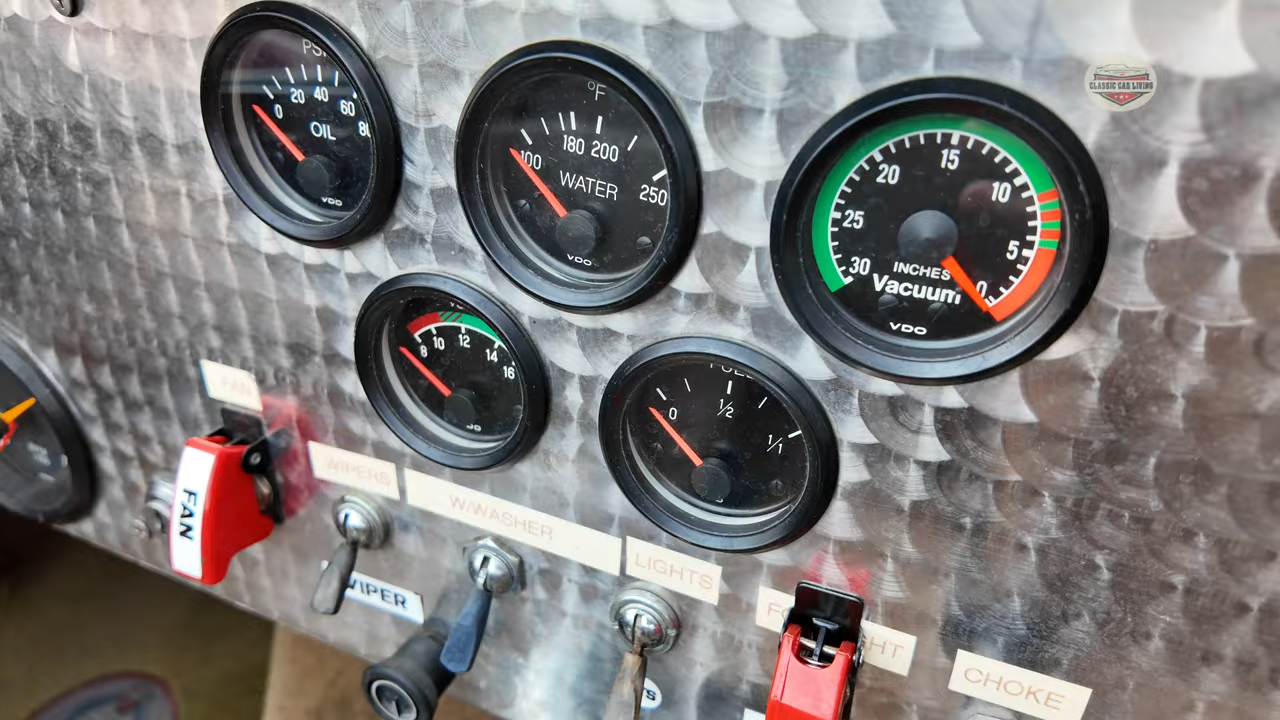 PSI
0 20 40 60 80
OIL
VDO
°F
100 180 200 250
WATER
VDO
CLASSIC CAR LIVING
0 5 10 15 20 25 30
INCHES
Vacuum
VDO
8 10 12 14 16
FUEL
0 1/2 1/1
FAN
FAN
WIPERS
WIPER
W/WASHER
LIGHTS
CHOKE